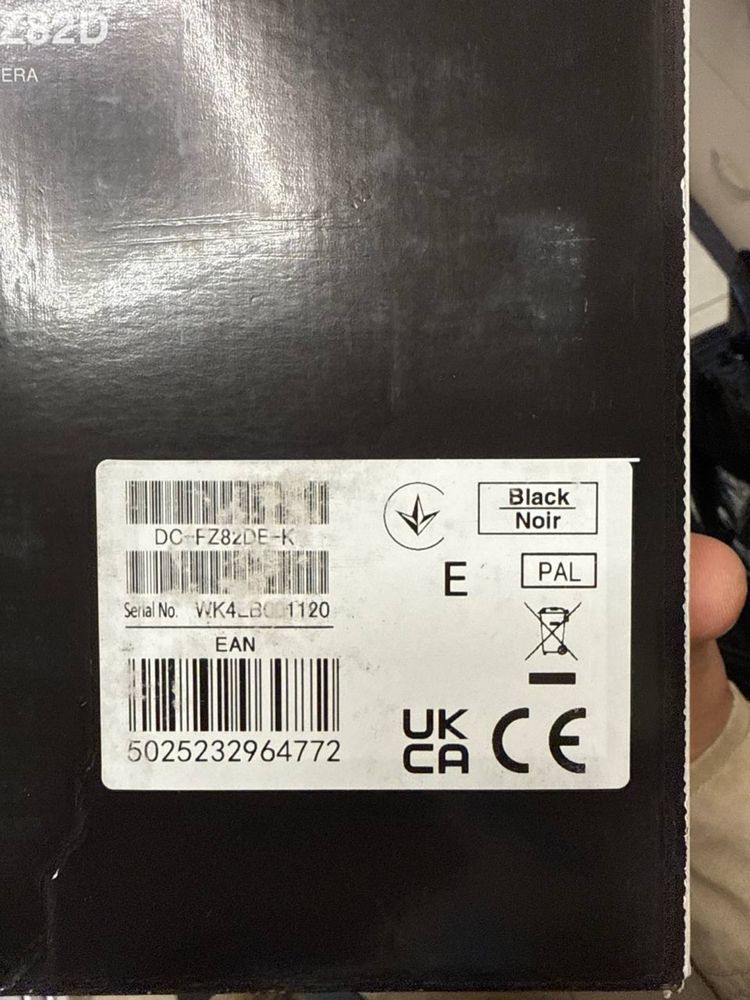 Z82D
ERA
DC-FZ82DE-K
Serial No.
EAN
5025232964772
Black
Noir
E
PAL
UK
CA
CE